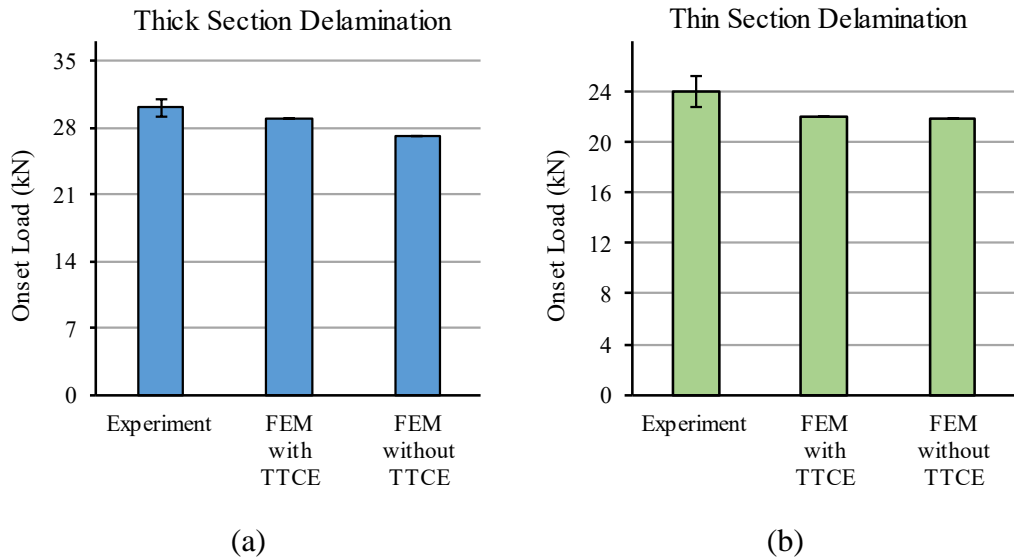 Thick Section Delamination
Onset Load (kN)
35
28
21
14
7
0
Experiment
FEM
with
TTCE
FEM
without
TTCE
(a)
Thin Section Delamination
Onset Load (kN)
24
20
16
12
8
4
0
Experiment
FEM
with
TTCE
FEM
without
TTCE
(b)